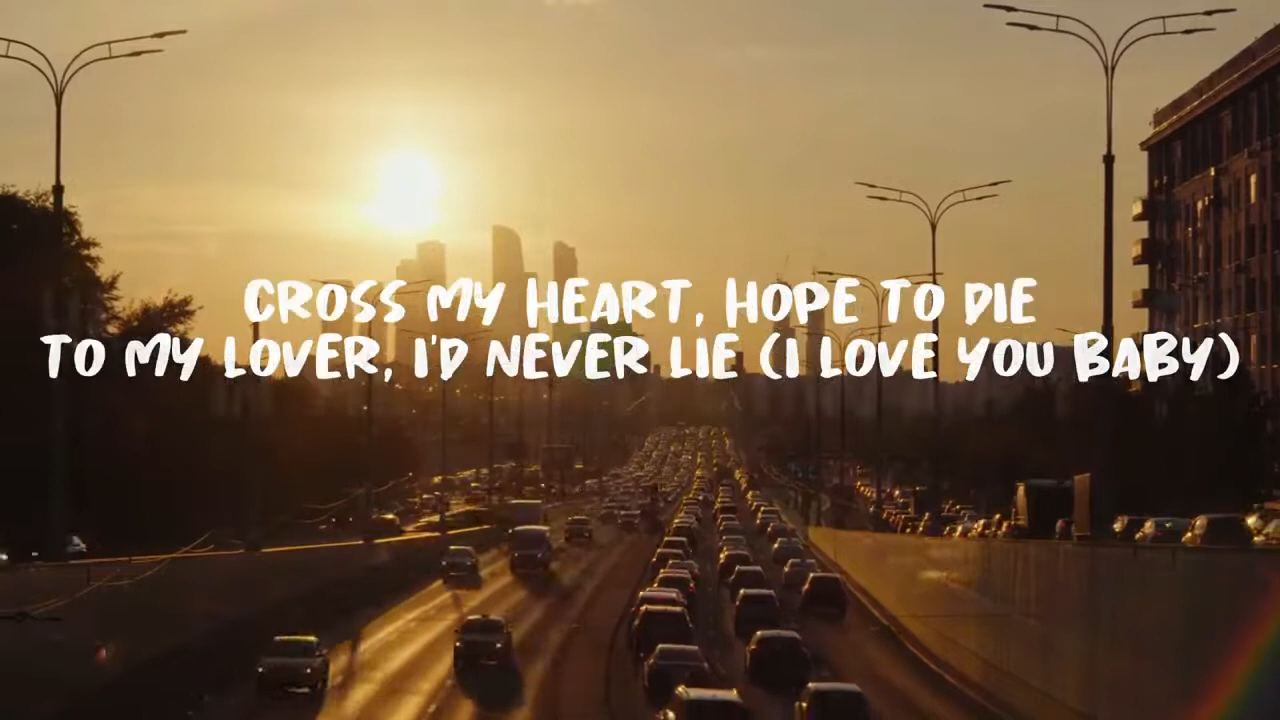 CROSS MY HEART, HOPE TO DIE
TO MY LOVER, I'D NEVER LIE (I LOVE YOU BABY)